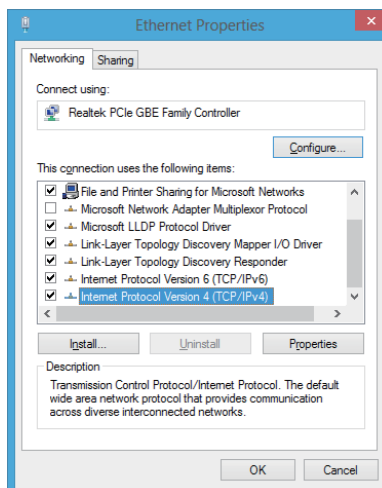 Ethernet Properties
Networking
Sharing
Connect using:
Realtek PCIe GBE Family Controller
Configure...
This connection uses the following items:
File and Printer Sharing for Microsoft Networks
Microsoft Network Adapter Multiplexor Protocol
Microsoft LLDP Protocol Driver
Link-Layer Topology Discovery Mapper I/O Driver
Link-Layer Topology Discovery Responder
Internet Protocol Version 6 (TCP/IPv6)
Internet Protocol Version 4 (TCP/IPv4)
Install...
Uninstall
Properties
Description
Transmission Control Protocol/Internet Protocol. The default
wide area network protocol that provides communication
across diverse interconnected networks.
OK
Cancel